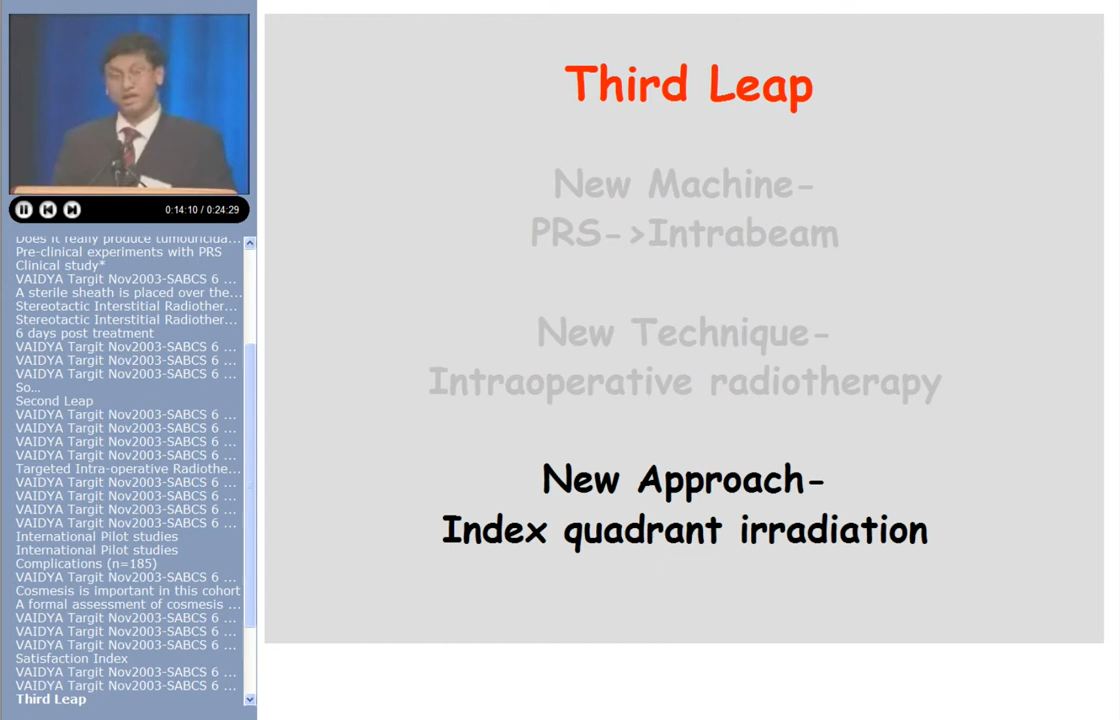 0:14:10 / 0:24:29
Does it really produce tumouricida...
Pre-clinical experiments with PRS
Clinical study*
VAIDYA Targit Nov2003-SABCS 6 ...
A sterile sheath is placed over the...
Stereotactic Interstitial Radiother...
Stereotactic Interstitial Radiother...
6 days post treatment
VAIDYA Targit Nov2003-SABCS 6 ...
VAIDYA Targit Nov2003-SABCS 6 ...
VAIDYA Targit Nov2003-SABCS 6 ...
So...
Second Leap
VAIDYA Targit Nov2003-SABCS 6 ...
VAIDYA Targit Nov2003-SABCS 6 ...
VAIDYA Targit Nov2003-SABCS 6 ...
VAIDYA Targit Nov2003-SABCS 6 ...
Targeted Intra-operative Radiothe...
VAIDYA Targit Nov2003-SABCS 6 ...
VAIDYA Targit Nov2003-SABCS 6 ...
VAIDYA Targit Nov2003-SABCS 6 ...
VAIDYA Targit Nov2003-SABCS 6 ...
International Pilot studies
International Pilot studies
Complications (n=185)
VAIDYA Targit Nov2003-SABCS 6 ...
Cosmesis is important in this cohort
A formal assessment of cosmesis ...
VAIDYA Targit Nov2003-SABCS 6 ...
VAIDYA Targit Nov2003-SABCS 6 ...
VAIDYA Targit Nov2003-SABCS 6 ...
Satisfaction Index
VAIDYA Targit Nov2003-SABCS 6 ...
VAIDYA Targit Nov2003-SABCS 6 ...
Third Leap
Third Leap
New Machine-
PRS->Intrabeam
New Technique-
Intraoperative radiotherapy
New Approach-
Index quadrant irradiation